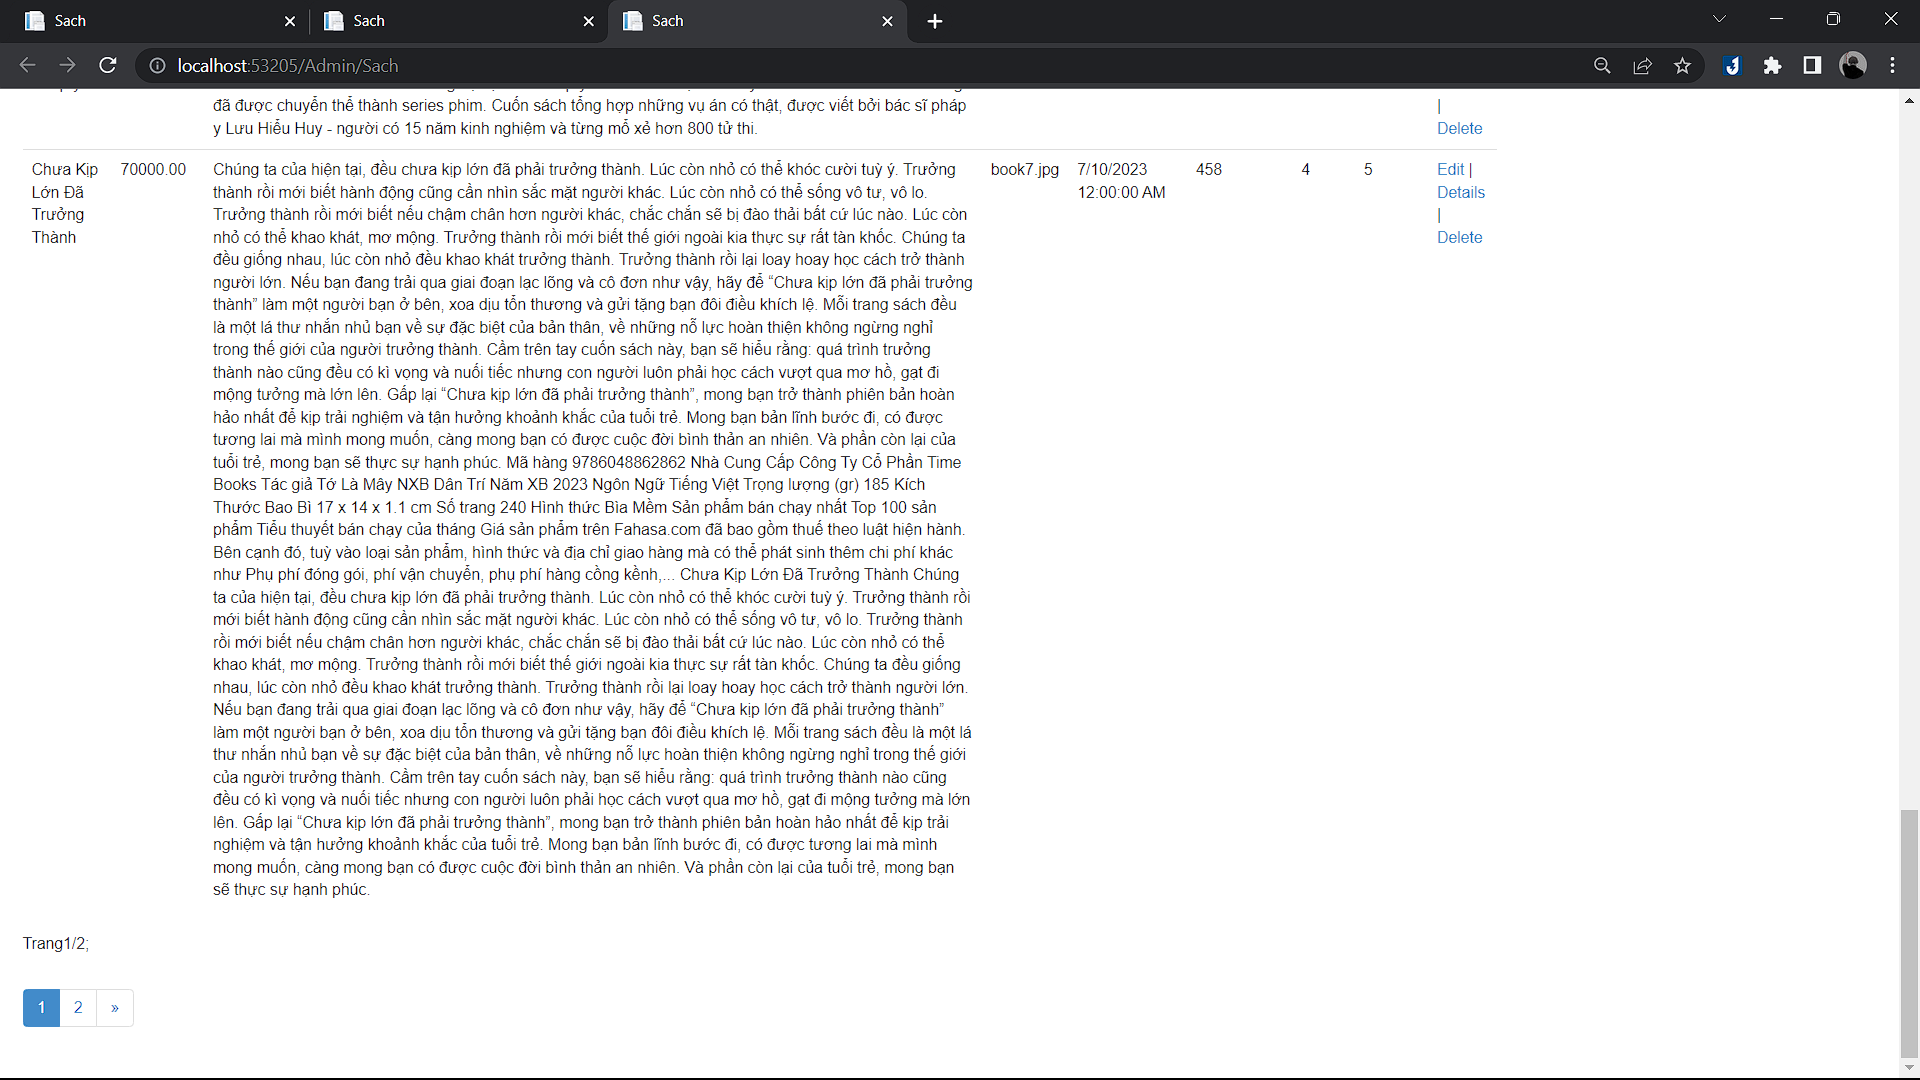 Sach
Sach
Sach
localhost:53205/Admin/Sach
đã được chuyển thể thành series phim. Cuốn sách tổng hợp những vụ án có thật, được viết bởi bác sĩ pháp
|
y Lưu Hiểu Huy - người có 15 năm kinh nghiệm và từng mổ xẻ hơn 800 tử thi.
Delete
Chưa Kịp
Lớn Đã
Trưởng
Thành
70000.00
Chúng ta của hiện tại, đều chưa kịp lớn đã phải trưởng thành. Lúc còn nhỏ có thể khóc cười tuỳ ý. Trưởng
thành rồi mới biết hành động cũng cần nhìn sắc mặt người khác. Lúc còn nhỏ có thể sống vô tư, vô lo.
Trưởng thành rồi mới biết nếu chậm chân hơn người khác, chắc chắn sẽ bị đào thải bất cứ lúc nào. Lúc còn
nhỏ có thể khao khát, mơ mộng. Trưởng thành rồi mới biết thế giới ngoài kia thực sự rất tàn khốc. Chúng ta
đều giống nhau, lúc còn nhỏ đều khao khát trưởng thành. Trưởng thành rồi lại loay hoay học cách trở thành
người lớn. Nếu bạn đang trải qua giai đoạn lạc lõng và cô đơn như vậy, hãy để “Chưa kịp lớn đã phải trưởng
thành” làm một người bạn ở bên, xoa dịu tổn thương và gửi tặng bạn đôi điều khích lệ. Mỗi trang sách đều
là một lá thư nhắn nhủ bạn về sự đặc biệt của bản thân, về những nỗ lực hoàn thiện không ngừng nghỉ
trong thế giới của người trưởng thành. Cầm trên tay cuốn sách này, bạn sẽ hiểu rằng: quá trình trưởng
thành nào cũng đều có kì vọng và nuối tiếc nhưng con người luôn phải học cách vượt qua mơ hồ, gạt đi
mộng tưởng mà lớn lên. Gấp lại “Chưa kịp lớn đã phải trưởng thành”, mong bạn trở thành phiên bản hoàn
hảo nhất để kịp trải nghiệm và tận hưởng khoảnh khắc của tuổi trẻ. Mong bạn bản lĩnh bước đi, có được
tương lai mà mình mong muốn, càng mong bạn có được cuộc đời bình thản an nhiên. Và phần còn lại của
tuổi trẻ, mong bạn sẽ thực sự hạnh phúc. Mã hàng 9786048862862 Nhà Cung Cấp Công Ty Cổ Phần Time
Books Tác giả Tớ Là Mây NXB Dân Trí Năm XB 2023 Ngôn Ngữ Tiếng Việt Trọng lượng (gr) 185 Kích
Thước Bao Bì 17 x 14 x 1.1 cm Số trang 240 Hình thức Bìa Mềm Sản phẩm bán chạy nhất Top 100 sản
phẩm Tiểu thuyết bán chạy của tháng Giá sản phẩm trên Fahasa.com đã bao gồm thuế theo luật hiện hành.
Bên cạnh đó, tuỳ vào loại sản phẩm, hình thức và địa chỉ giao hàng mà có thể phát sinh thêm chi phí khác
như Phụ phí đóng gói, phí vận chuyển, phụ phí hàng cồng kềnh,... Chưa Kịp Lớn Đã Trưởng Thành Chúng
ta của hiện tại, đều chưa kịp lớn đã phải trưởng thành. Lúc còn nhỏ có thể khóc cười tuỳ ý. Trưởng thành rồi
mới biết hành động cũng cần nhìn sắc mặt người khác. Lúc còn nhỏ có thể sống vô tư, vô lo. Trưởng thành
rồi mới biết nếu chậm chân hơn người khác, chắc chắn sẽ bị đào thải bất cứ lúc nào. Lúc còn nhỏ có thể
khao khát, mơ mộng. Trưởng thành rồi mới biết thế giới ngoài kia thực sự rất tàn khốc. Chúng ta đều giống
nhau, lúc còn nhỏ đều khao khát trưởng thành. Trưởng thành rồi lại loay hoay học cách trở thành người lớn.
Nếu bạn đang trải qua giai đoạn lạc lõng và cô đơn như vậy, hãy để “Chưa kịp lớn đã phải trưởng thành”
làm một người bạn ở bên, xoa dịu tổn thương và gửi tặng bạn đôi điều khích lệ. Mỗi trang sách đều là một lá
thư nhắn nhủ bạn về sự đặc biệt của bản thân, về những nỗ lực hoàn thiện không ngừng nghỉ trong thế giới
của người trưởng thành. Cầm trên tay cuốn sách này, bạn sẽ hiểu rằng: quá trình trưởng thành nào cũng
đều có kì vọng và nuối tiếc nhưng con người luôn phải học cách vượt qua mơ hồ, gạt đi mộng tưởng mà lớn
lên. Gấp lại “Chưa kịp lớn đã phải trưởng thành”, mong bạn trở thành phiên bản hoàn hảo nhất để kịp trải
nghiệm và tận hưởng khoảnh khắc của tuổi trẻ. Mong bạn bản lĩnh bước đi, có được tương lai mà mình
mong muốn, càng mong bạn có được cuộc đời bình thản an nhiên. Và phần còn lại của tuổi trẻ, mong bạn
sẽ thực sự hạnh phúc.
book7.jpg
7/10/2023
12:00:00 AM
458
4
5
Edit |
Details
|
Delete
Trang1/2;
1
2
»